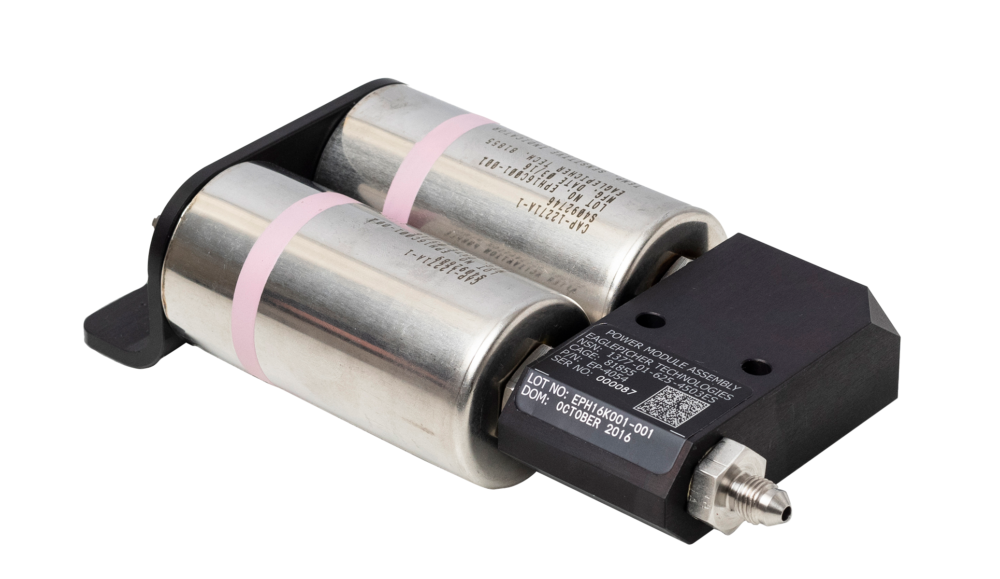 POWER MODULE ASSEMBLY
EAGLEPICHER TECHNOLOGIES
NSN: 1377-01-625-4503ES
CAGE: 81855
P/N: EP-4054
SER NO: 000087
LOT NO: EPH16K001-001
DOM: OCTOBER 2016
CAP-12271A-1
S4092746
LOT NO. EPH16C001-001
MFG. DATE 03/16
EAGLEPICHER TECH. 81855
TEMP SENSITIVE INDICATOR
CAP-12271A-1
S4092689
LOT NO. EPH16C001-001